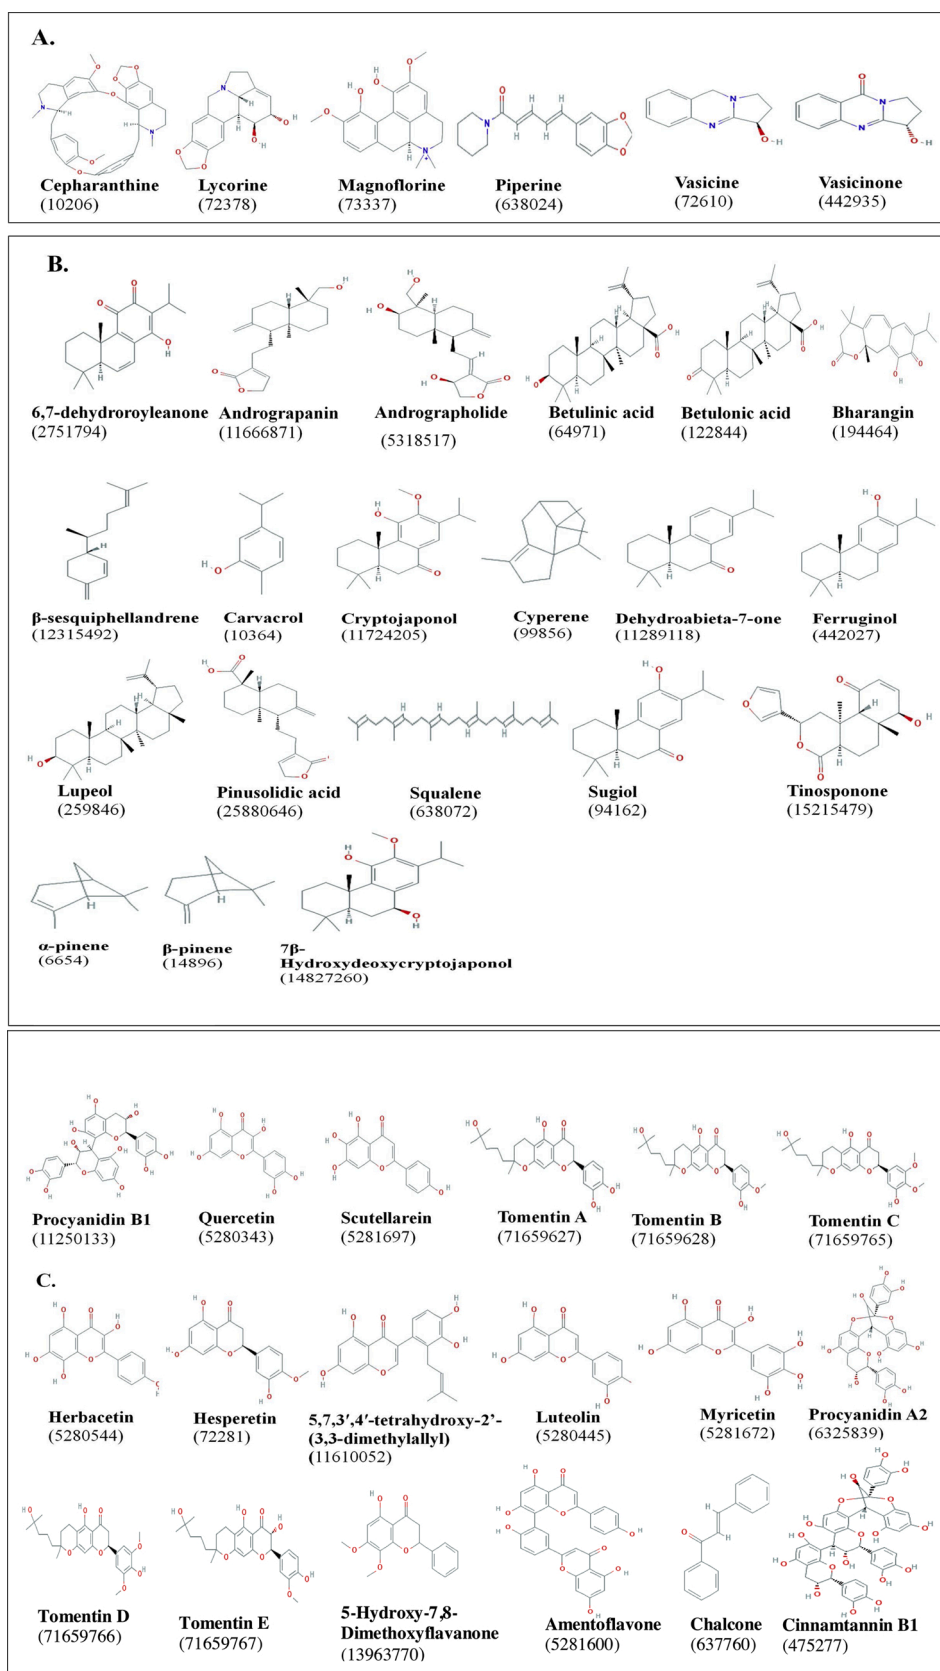 A.
Cepharanthine
(10206)
Lycorine
(72378)
Magnoflorine
(73337)
Piperine
(638024)
Vasicine
(72610)
Vasicinone
(442935)
B.
6,7-dehydroroyleanone
(2751794)
Andrograpanin
(11666871)
Andrographolide
(5318517)
Betulinic acid
(64971)
Betulonic acid
(122844)
Bharangin
(194464)
β-sesquiphellandrene
(12315492)
Carvacrol
(10364)
Cryptojaponol
(11724205)
Cyperene
(99856)
Dehydroabieta-7-one
(11289118)
Ferruginol
(442027)
Lupeol
(259846)
Pinusolidic acid
(25880646)
Squalene
(638072)
Sugiol
(94162)
Tinosponone
(15215479)
α-pinene
(6654)
β-pinene
(14896)
7β-
Hydroxydeoxycryptojaponol
(14827260)
Procyanidin B1
(11250133)
Quercetin
(5280343)
Scutellarein
(5281697)
Tomentin A
(71659627)
Tomentin B
(71659628)
Tomentin C
(71659765)
C.
Herbacetin
(5280544)
Hesperetin
(72281)
5,7,3′,4′-tetrahydroxy-2’-
(3,3-dimethylallyl)
(11610052)
Luteolin
(5280445)
Myricetin
(5281672)
Procyanidin A2
(6325839)
Tomentin D
(71659766)
Tomentin E
(71659767)
5-Hydroxy-7,8-
Dimethoxyflavanone
(13963770)
Amentoflavone
(5281600)
Chalcone
(637760)
Cinnamtannin B1
(475277)